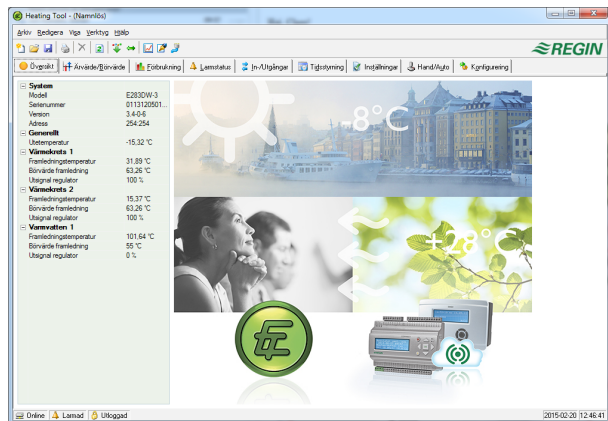 Heating Tool - (Namnlös)
Arkiv Redigera Visa Verktyg Hjälp
REGIN
Översikt Ärvärde/Börvärde Förbrukning Larmstatus In-/Utgångar Tidsstyrning Inställningar Hand/Auto Konfigurering
System
Modell E283DW-3
Serienummer 0113120501...
Version 3.4-0-6
Adress 254:254
Generellt
Utetemperatur -15,32 °C
Värmekrets 1
Framledningstemperatur 31,89 °C
Börvärde framledning 63,26 °C
Utsignal regulator 100 %
Värmekrets 2
Framledningstemperatur 15,37 °C
Börvärde framledning 63,26 °C
Utsignal regulator 100 %
Varmvatten 1
Framledningstemperatur 101,64 °C
Börvärde framledning 55 °C
Utsignal regulator 0 %
-8°C
+28°C
Online Larmad Utloggad 2015-02-20 12:46:41